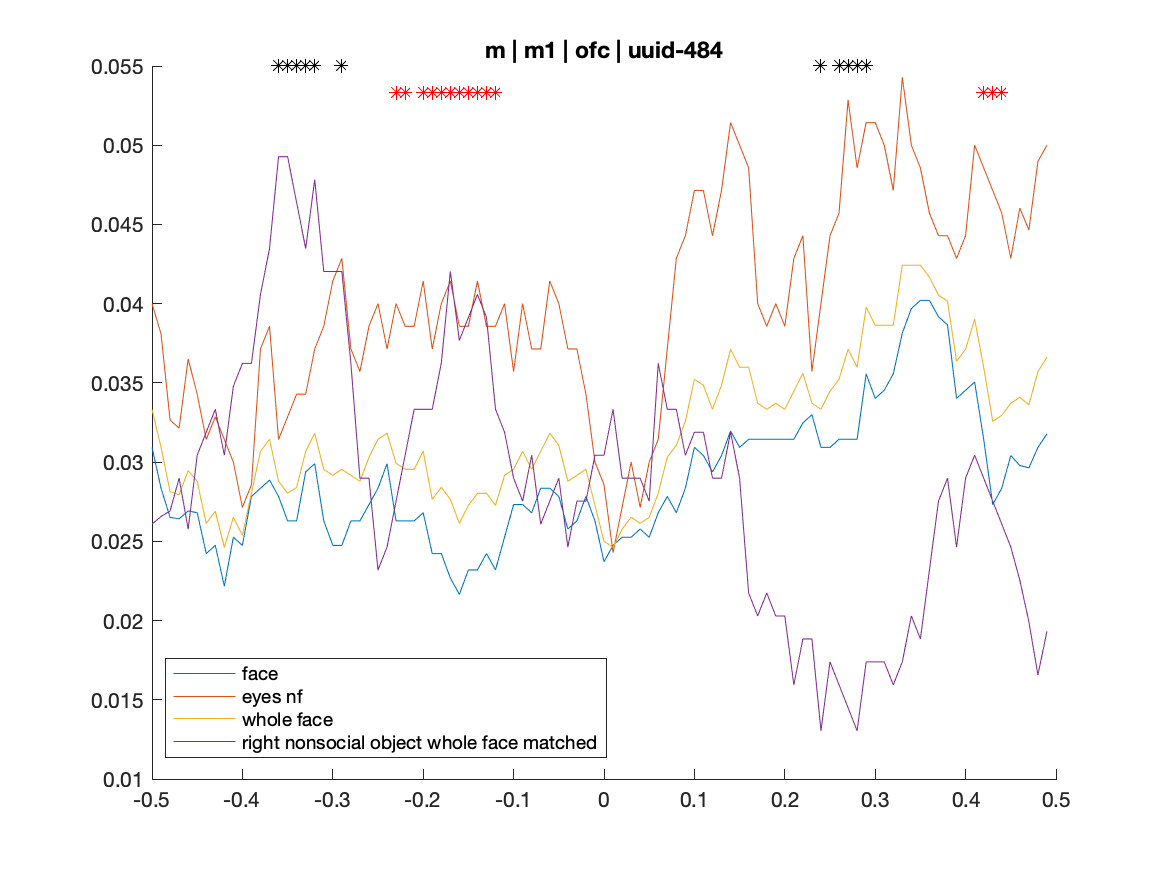 m | m1 | ofc | uuid-484
0.055
0.05
0.045
0.04
0.035
0.03
0.025
0.02
0.015
0.01
face
eyes nf
whole face
right nonsocial object whole face matched
-0.5 -0.4 -0.3 -0.2 -0.1 0 0.1 0.2 0.3 0.4 0.5